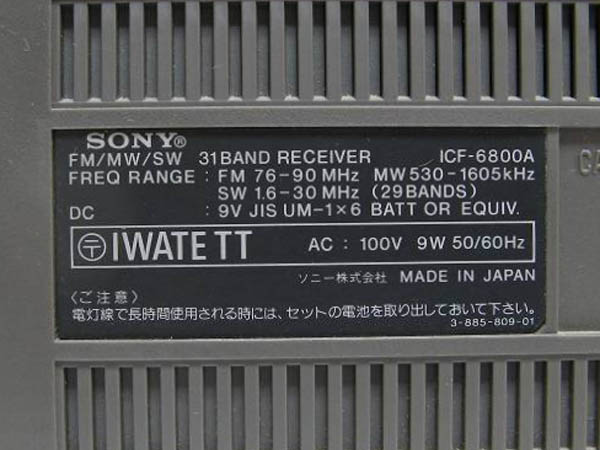 SONY®
FM/MW/SW 31BAND RECEIVER ICF-6800A
FREQ RANGE : FM 76-90 MHz MW 530-1605kHz
SW 1.6-30 MHz (29BANDS)
DC : 9V JIS UM-1×6 BATT OR EQUIV.
〒 IWATE TT AC : 100V 9W 50/60Hz
ソニー株式会社 MADE IN JAPAN
〈ご注意〉
電灯線で長時間使用される時には、セットの電池を取り出しておいて下さい。
3-885-809-01